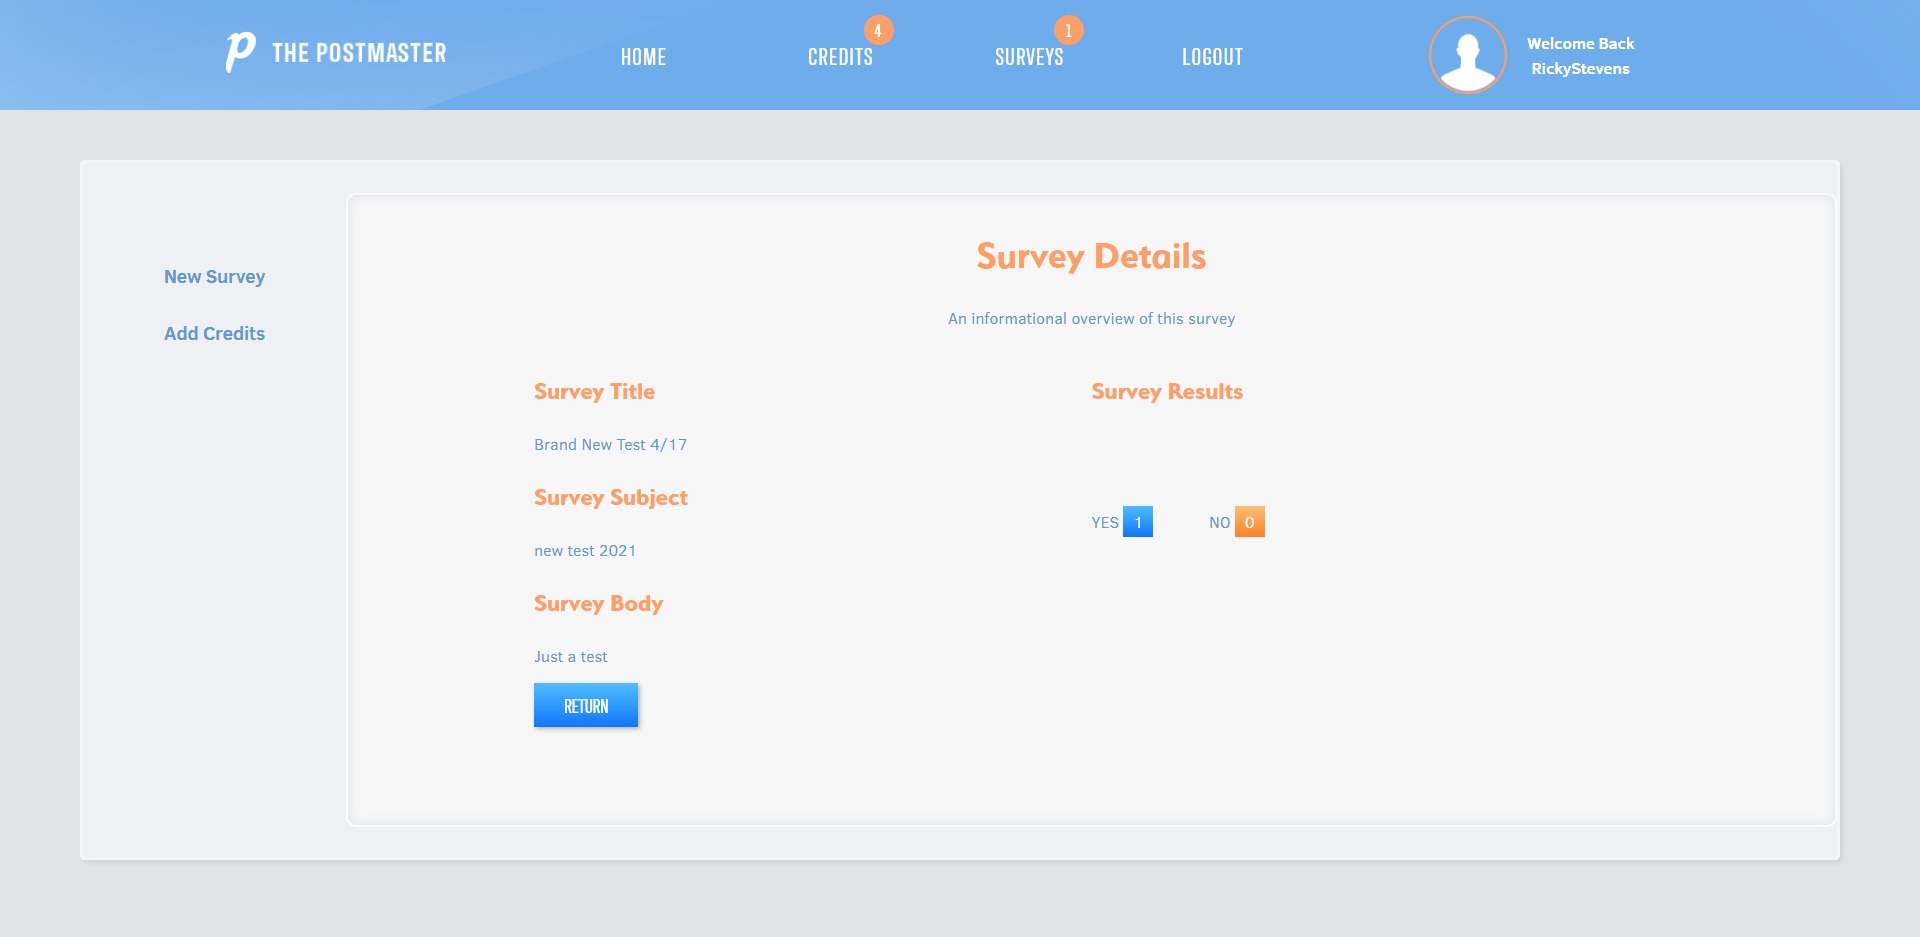 THE POSTMASTER
HOME
CREDITS
4
SURVEYS
1
LOGOUT
Welcome Back
RickyStevens
New Survey
Add Credits
Survey Details
An informational overview of this survey
Survey Title
Brand New Test 4/17
Survey Subject
new test 2021
Survey Body
Just a test
RETURN
Survey Results
YES 1 NO 0